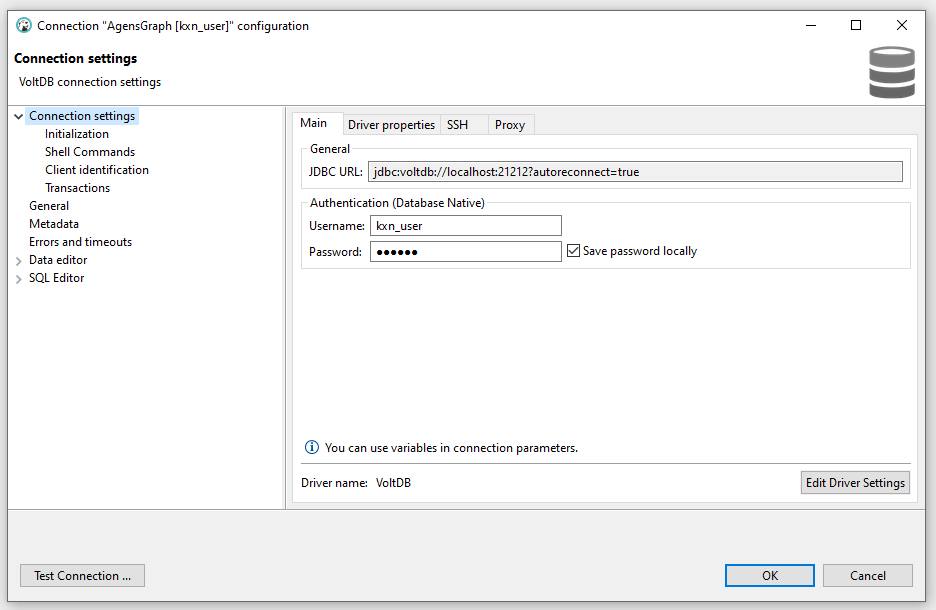 Connection "AgensGraph [kxn_user]" configuration
Connection settings
VoltDB connection settings
Connection settings
Initialization
Shell Commands
Client identification
Transactions
General
Metadata
Errors and timeouts
Data editor
SQL Editor
Main Driver properties SSH Proxy
General
JDBC URL: jdbc:voltdb://localhost:21212?autoreconnect=true
Authentication (Database Native)
Username: kxn_user
Password: ●●●●●● Save password locally
You can use variables in connection parameters.
Driver name: VoltDB Edit Driver Settings
Test Connection ... OK Cancel